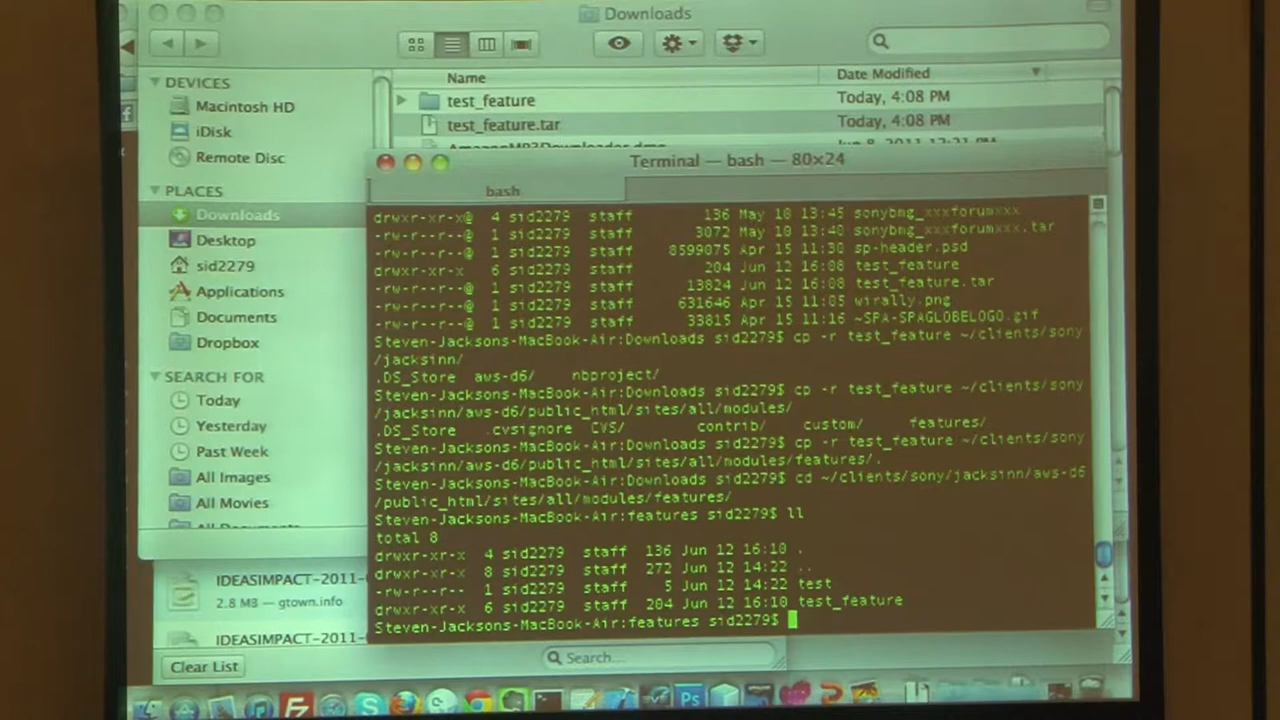 Downloads
DEVICES
Macintosh HD
iDisk
Remote Disc
PLACES
Downloads
Desktop
sid2279
Applications
Documents
Dropbox
SEARCH FOR
Today
Yesterday
Past Week
All Images
All Movies
All Documents
Name Date Modified
test_feature Today, 4:08 PM
test_feature.tar Today, 4:08 PM
AmazonMP3Downloader.dmg Jun 8, 2011 12:21 PM
Terminal — bash — 80×24
bash
drwxr-xr-x@ 4 sid2279 staff 136 May 10 13:45 sonybmg_xxxforumxxx
-rw-r--r--@ 1 sid2279 staff 3072 May 10 13:40 sonybmg_xxxforumxxx.tar
-rw-r--r--@ 1 sid2279 staff 8599075 Apr 15 11:30 sp-header.psd
drwxr-xr-x 6 sid2279 staff 204 Jun 12 16:08 test_feature
-rw-r--r--@ 1 sid2279 staff 13824 Jun 12 16:08 test_feature.tar
-rw-r--r--@ 1 sid2279 staff 631646 Apr 15 11:05 wirally.png
-rw-r--r--@ 1 sid2279 staff 33815 Apr 15 11:16 ~SPA-SPAGLOBELOGO.gif
Steven-Jacksons-MacBook-Air:Downloads sid2279$ cp -r test_feature ~/clients/sony
/jacksinn/
.DS_Store aws-d6/ nbproject/
Steven-Jacksons-MacBook-Air:Downloads sid2279$ cp -r test_feature ~/clients/sony
/jacksinn/aws-d6/public_html/sites/all/modules/
.DS_Store .cvsignore CVS/ contrib/ custom/ features/
Steven-Jacksons-MacBook-Air:Downloads sid2279$ cp -r test_feature ~/clients/sony
/jacksinn/aws-d6/public_html/sites/all/modules/features/.
Steven-Jacksons-MacBook-Air:Downloads sid2279$ cd ~/clients/sony/jacksinn/aws-d6
/public_html/sites/all/modules/features/
Steven-Jacksons-MacBook-Air:features sid2279$ ll
total 8
drwxr-xr-x 4 sid2279 staff 136 Jun 12 16:10 .
drwxr-xr-x 8 sid2279 staff 272 Jun 12 14:22 ..
-rw-r--r-- 1 sid2279 staff 5 Jun 12 14:22 test
drwxr-xr-x 6 sid2279 staff 204 Jun 12 16:10 test_feature
Steven-Jacksons-MacBook-Air:features sid2279$
IDEASIMPACT-2011-
2.8 MB – gtown.info
IDEASIMPACT-2011-
Clear List
Search...
Ps